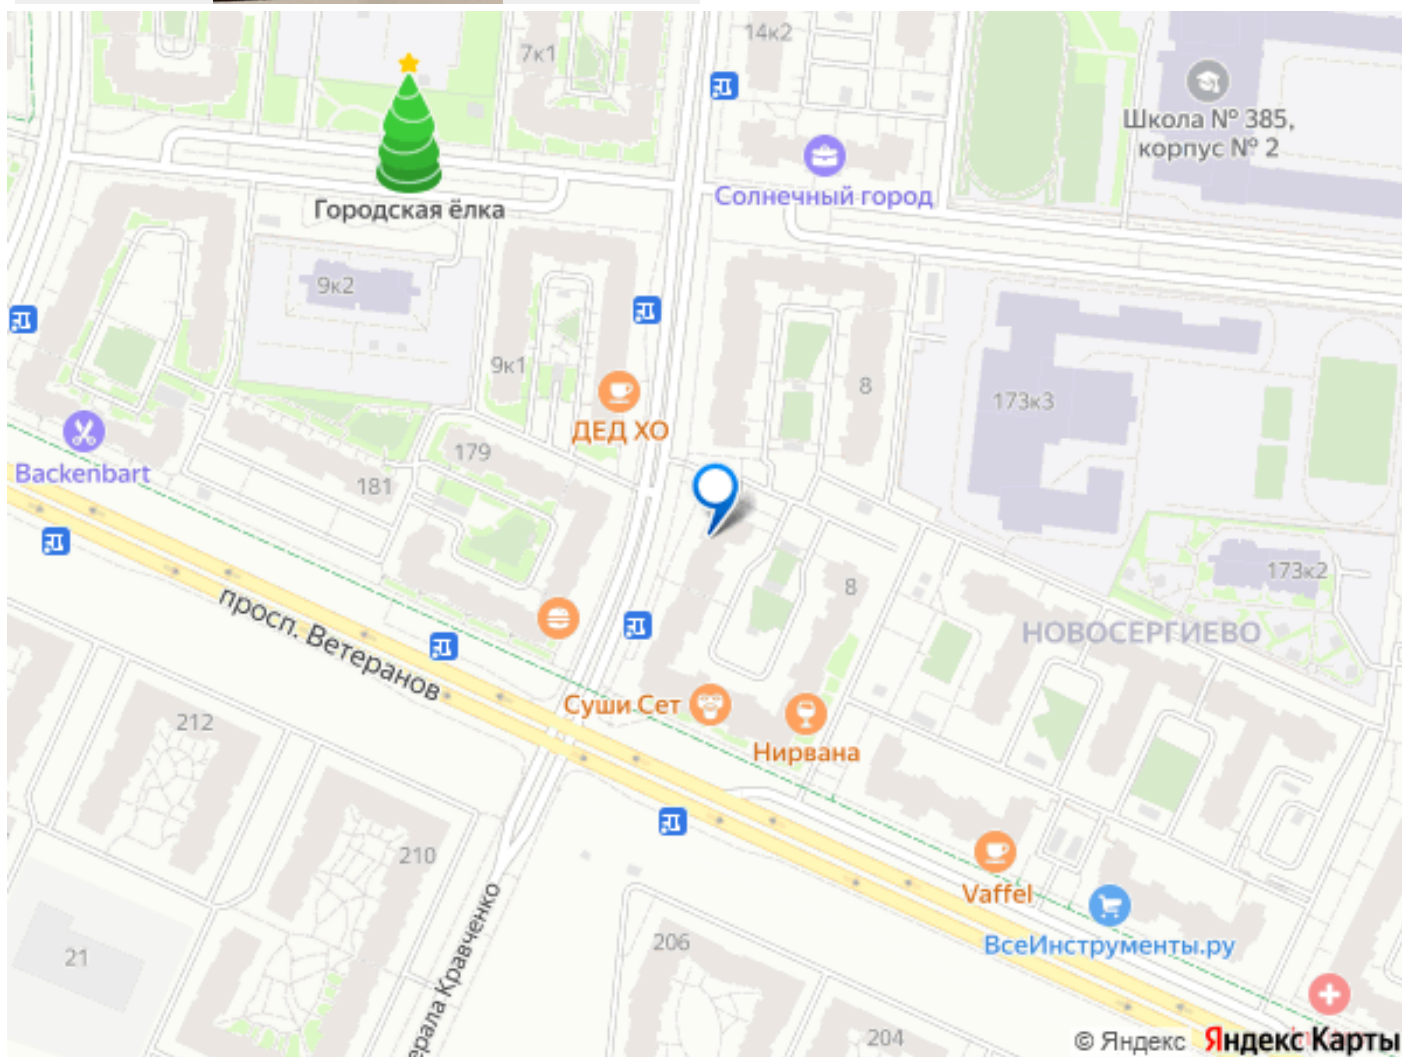 7к1
14к2
Школа № 385,
корпус № 2
Солнечный город
Городская ёлка
9к2
9к1
8
173к3
ДЕД ХО
Backenbart
179
181
173к2
8
НОВОСЕРГИЕВО
просп. Ветеранов
Суши Сет
Нирвана
212
210
Vaffel
ВсеИнструменты.ру
206
21
204
© Яндекс Яндекс Карты